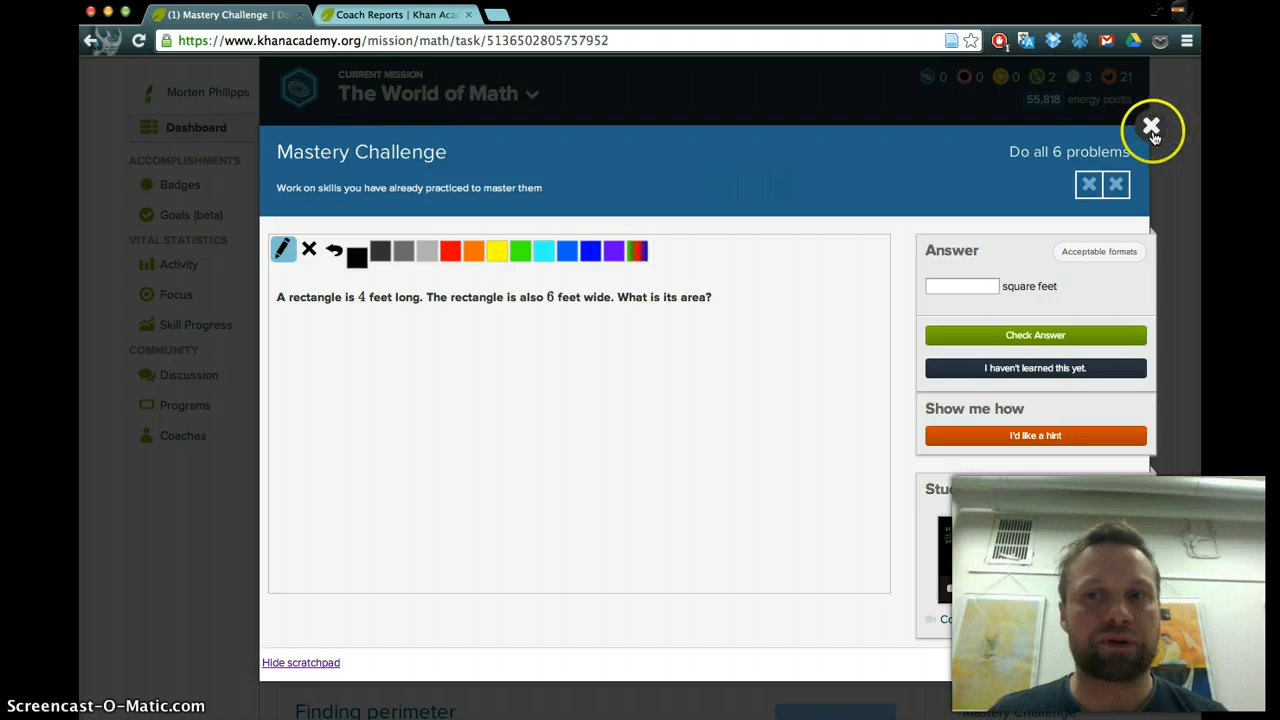 (1) Mastery Challenge | Da
Coach Reports | Khan Aca
https://www.khanacademy.org/mission/math/task/5136502805757952
Morten Philipps
Dashboard
ACCOMPLISHMENTS
Badges
Goals (beta)
VITAL STATISTICS
Activity
Focus
Skill Progress
COMMUNITY
Discussion
Programs
Coaches
CURRENT MISSION
The World of Math
0 0 0 2 3 21
55,818 energy points
Mastery Challenge
Do all 6 problems
Work on skills you have already practiced to master them
A rectangle is 4 feet long. The rectangle is also 6 feet wide. What is its area?
Answer
Acceptable formats
square feet
Check Answer
I haven't learned this yet.
Show me how
I'd like a hint
Stu
Co
Hide scratchpad
Finding perimeter
Mastery Challenge
Screencast-O-Matic.com